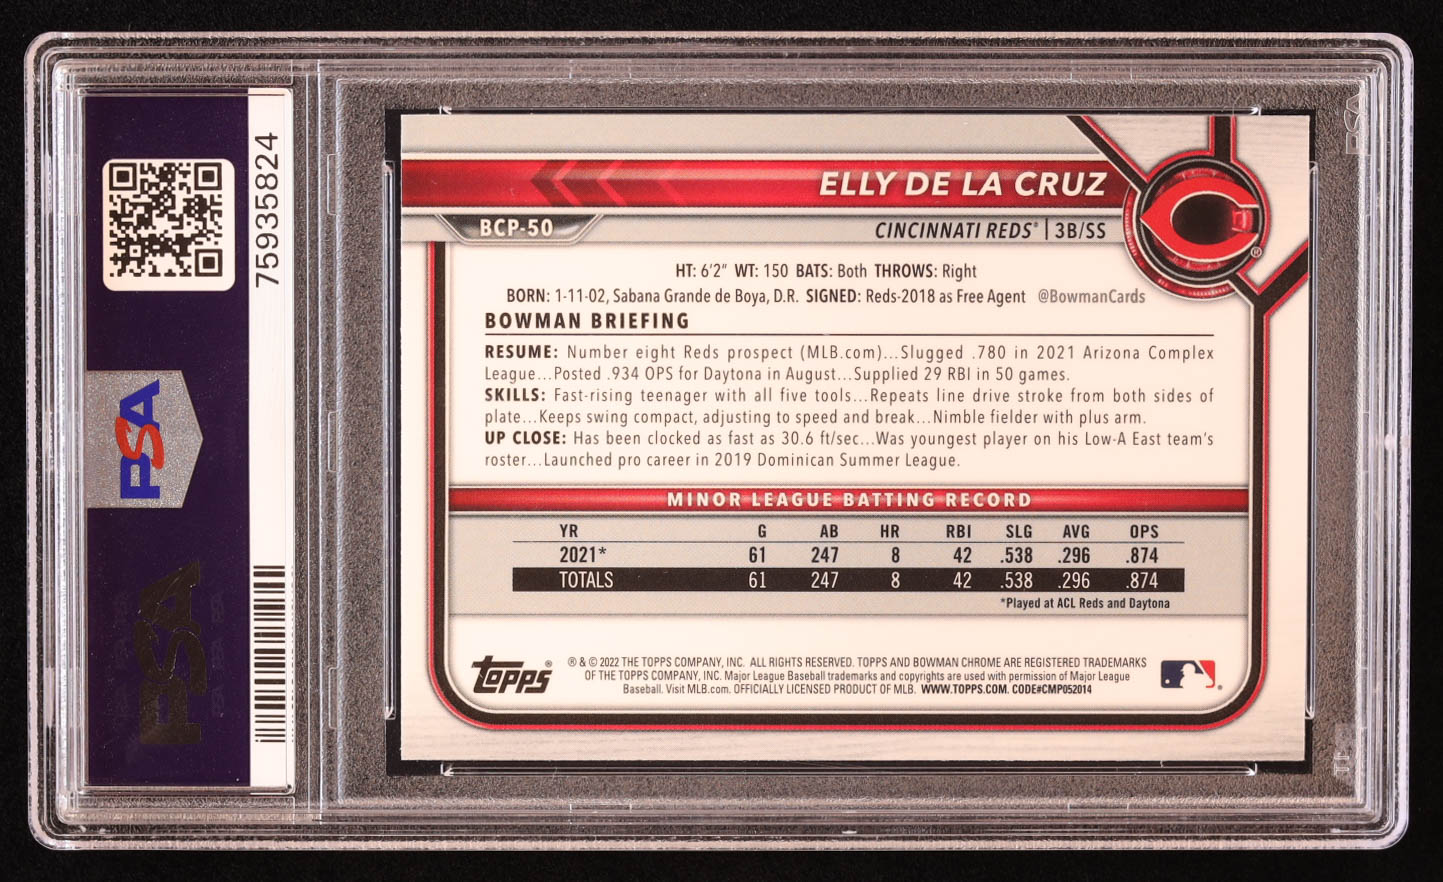 75935824
PSA
PSA
ELLY DE LA CRUZ
BCP-50
CINCINNATI REDS® | 3B/SS
HT: 6'2" WT: 150 BATS: Both THROWS: Right
BORN: 1-11-02, Sabana Grande de Boya, D.R. SIGNED: Reds-2018 as Free Agent @BowmanCards
BOWMAN BRIEFING
RESUME: Number eight Reds prospect (MLB.com)...Slugged .780 in 2021 Arizona Complex
League...Posted .934 OPS for Daytona in August...Supplied 29 RBI in 50 games.
SKILLS: Fast-rising teenager with all five tools...Repeats line drive stroke from both sides of
plate...Keeps swing compact, adjusting to speed and break...Nimble fielder with plus arm.
UP CLOSE: Has been clocked as fast as 30.6 ft/sec...Was youngest player on his Low-A East team's
roster...Launched pro career in 2019 Dominican Summer League.
MINOR LEAGUE BATTING RECORD
YR G AB HR RBI SLG AVG OPS
2021* 61 247 8 42 .538 .296 .874
TOTALS 61 247 8 42 .538 .296 .874
*Played at ACL Reds and Daytona
topps®
® & © 2022 THE TOPPS COMPANY, INC. ALL RIGHTS RESERVED. TOPPS AND BOWMAN CHROME ARE REGISTERED TRADEMARKS
OF THE TOPPS COMPANY, INC. Major League Baseball trademarks and copyrights are used with permission of Major League
Baseball. Visit MLB.com. OFFICIALLY LICENSED PRODUCT OF MLB. WWW.TOPPS.COM. CODE#CMP052014
PSA